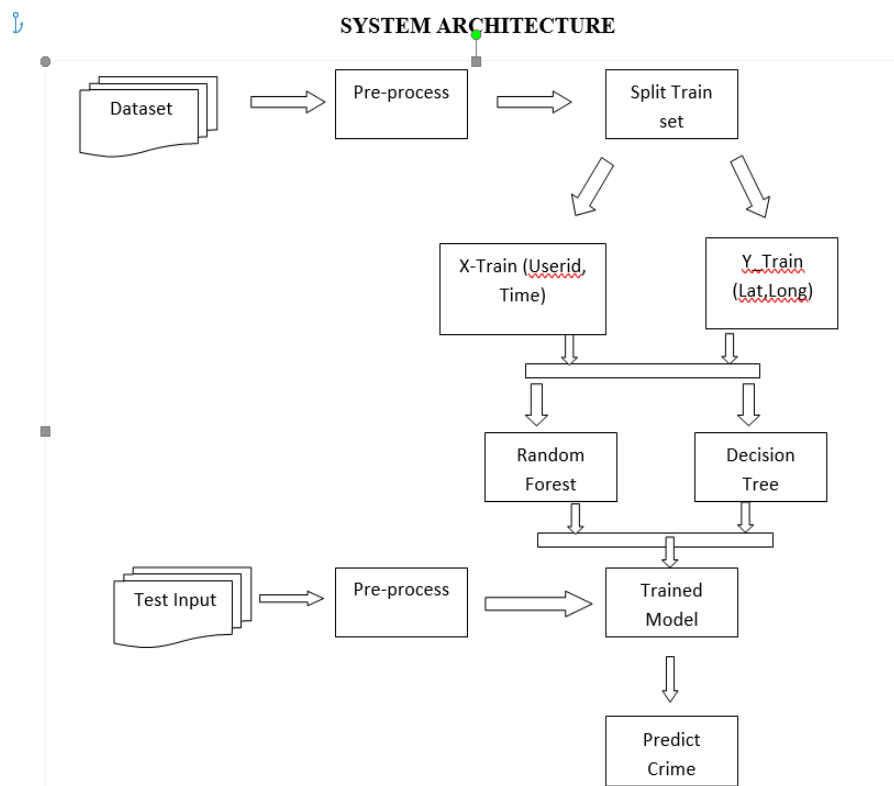 SYSTEM ARCHITECTURE
Dataset
Pre-process
Split Train
set
X-Train (Userid,
Time)
Y_Train
(Lat,Long)
Random
Forest
Decision
Tree
Test Input
Pre-process
Trained
Model
Predict
Crime